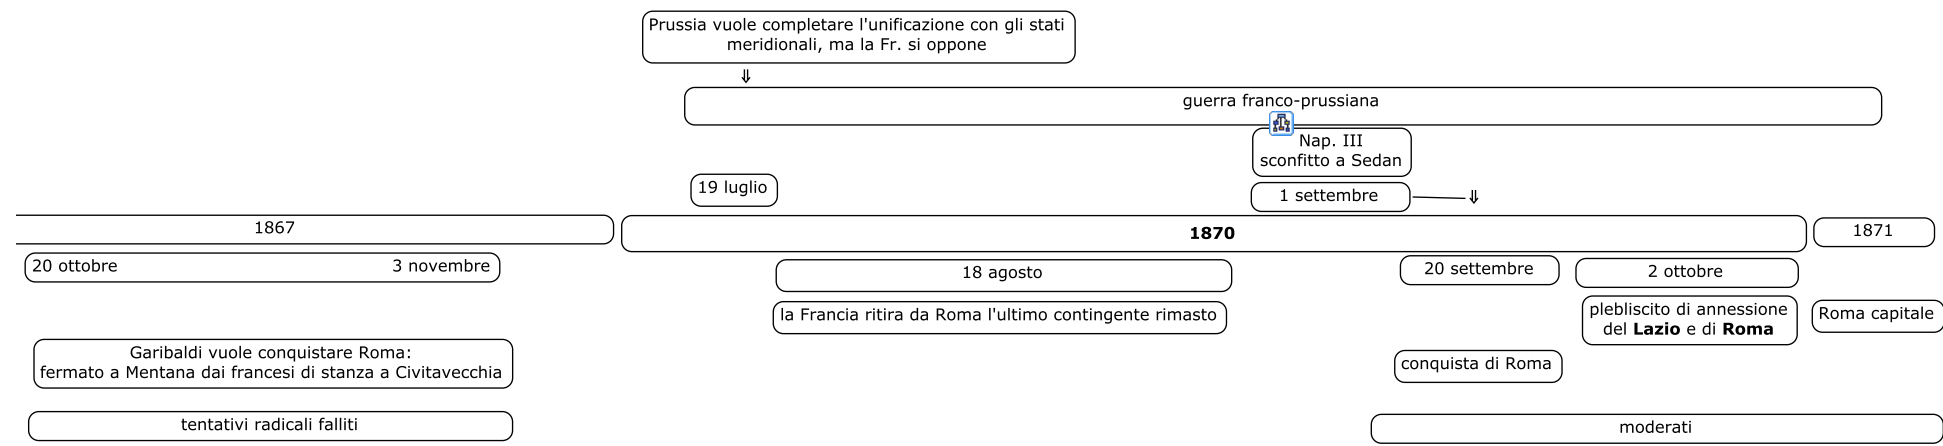 Prussia vuole completare l'unificazione con gli stati
meridionali, ma la Fr. si oppone
⇓
guerra franco-prussiana
Nap. III
sconfitto a Sedan
19 luglio
1 settembre
⇓
1867
1870
1871
20 ottobre 3 novembre
18 agosto
20 settembre
2 ottobre
la Francia ritira da Roma l'ultimo contingente rimasto
plebliscito di annessione
del Lazio e di Roma
Roma capitale
Garibaldi vuole conquistare Roma:
fermato a Mentana dai francesi di stanza a Civitavecchia
conquista di Roma
tentativi radicali falliti
moderati